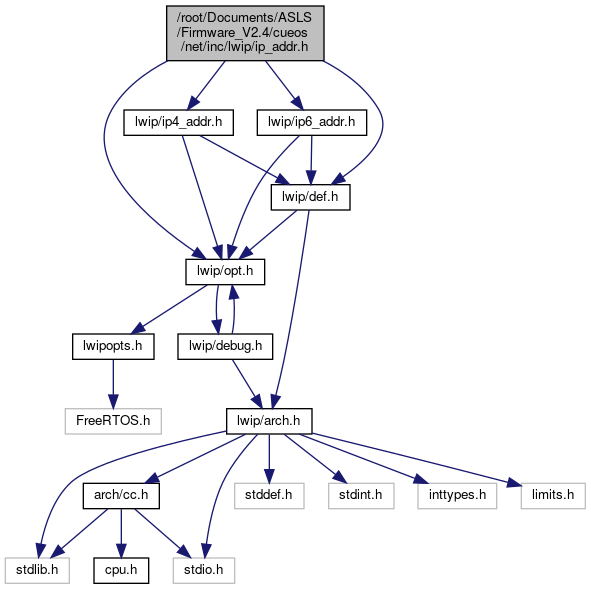 /root/Documents/ASLS
/Firmware_V2.4/cueos
/net/inc/lwip/ip_addr.h
lwip/ip4_addr.h
lwip/ip6_addr.h
lwip/def.h
lwip/opt.h
lwipopts.h
lwip/debug.h
FreeRTOS.h
lwip/arch.h
arch/cc.h
stddef.h
stdint.h
inttypes.h
limits.h
stdlib.h
cpu.h
stdio.h